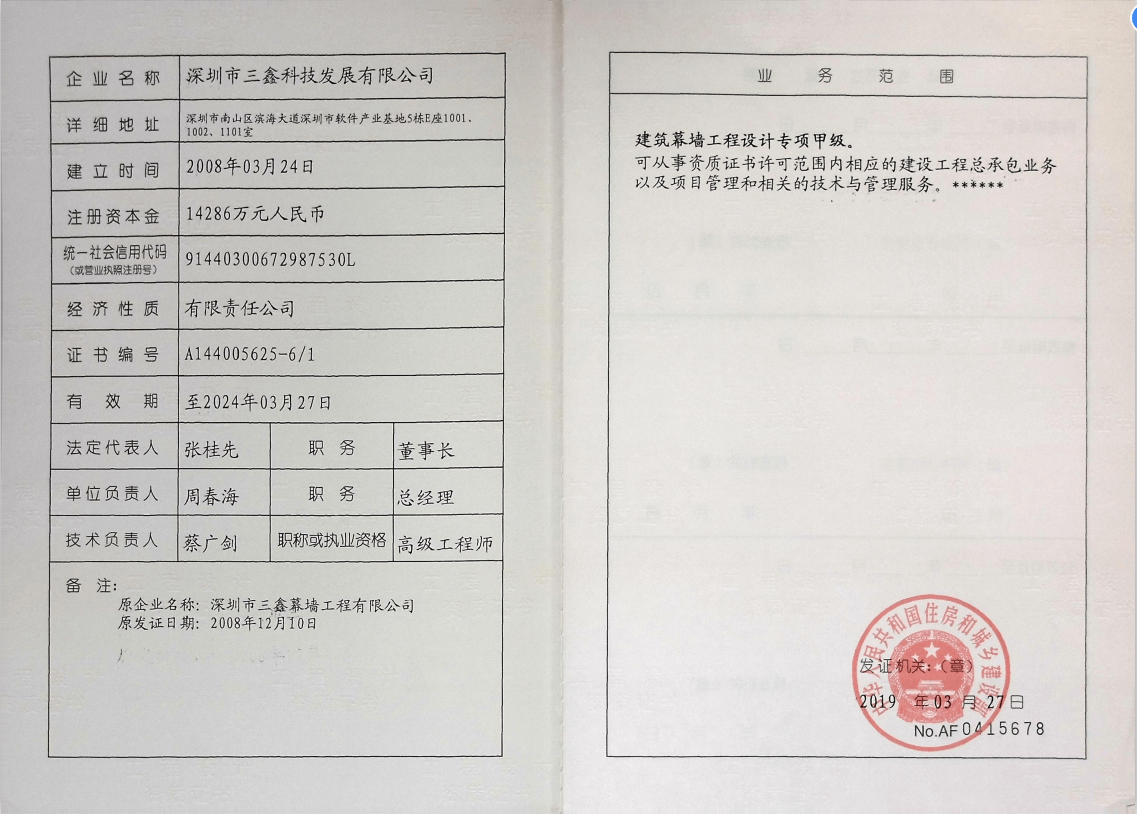 企业名称 深圳市三鑫科技发展有限公司
详细地址 深圳市南山区滨海大道深圳市软件产业基地5栋E座1001、
1002、1101室
建立时间 2008年03月24日
注册资本金 14286万元人民币
统一社会信用代码
(或营业执照注册号) 91440300672987530L
经济性质 有限责任公司
证书编号 A144005625-6/1
有效期 至2024年03月27日
法定代表人 张桂先 职务 董事长
单位负责人 周春海 职务 总经理
技术负责人 蔡广剑 职称或执业资格 高级工程师
备注:
原企业名称: 深圳市三鑫幕墙工程有限公司
原发证日期: 2008年12月10日
业务范围
建筑幕墙工程设计专项甲级。
可从事资质证书许可范围内相应的建设工程总承包业务
以及项目管理和相关的技术与管理服务。******
中华人民共和国住房和城乡建设部
发证机关:(章)
2019 年 03 月 27 日
No.AF 0415678